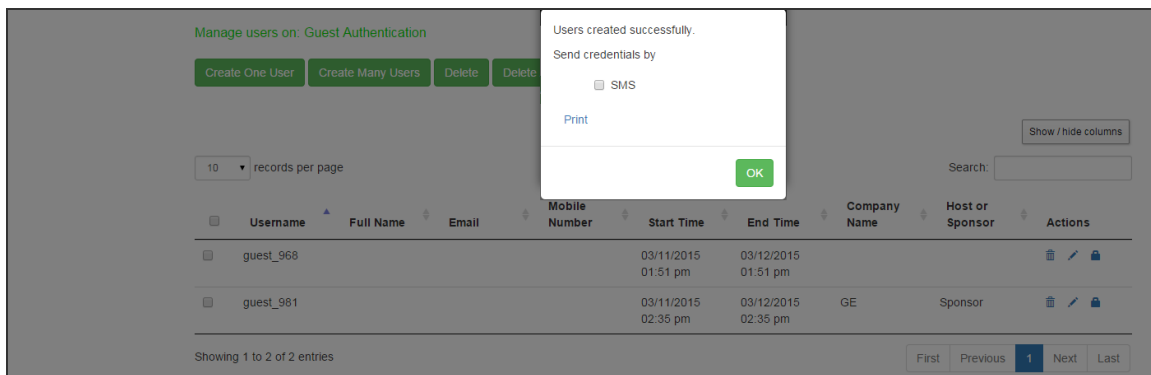 Manage users on: Guest Authentication
Create One User Create Many Users Delete Delete
Users created successfully.
Send credentials by
SMS
Print
OK
Show / hide columns
10 records per page
Search:
Username Full Name Email Mobile Number Start Time End Time Company Name Host or Sponsor Actions
guest_968 03/11/2015 01:51 pm 03/12/2015 01:51 pm
guest_981 03/11/2015 02:35 pm 03/12/2015 02:35 pm GE Sponsor
Showing 1 to 2 of 2 entries
First Previous 1 Next Last